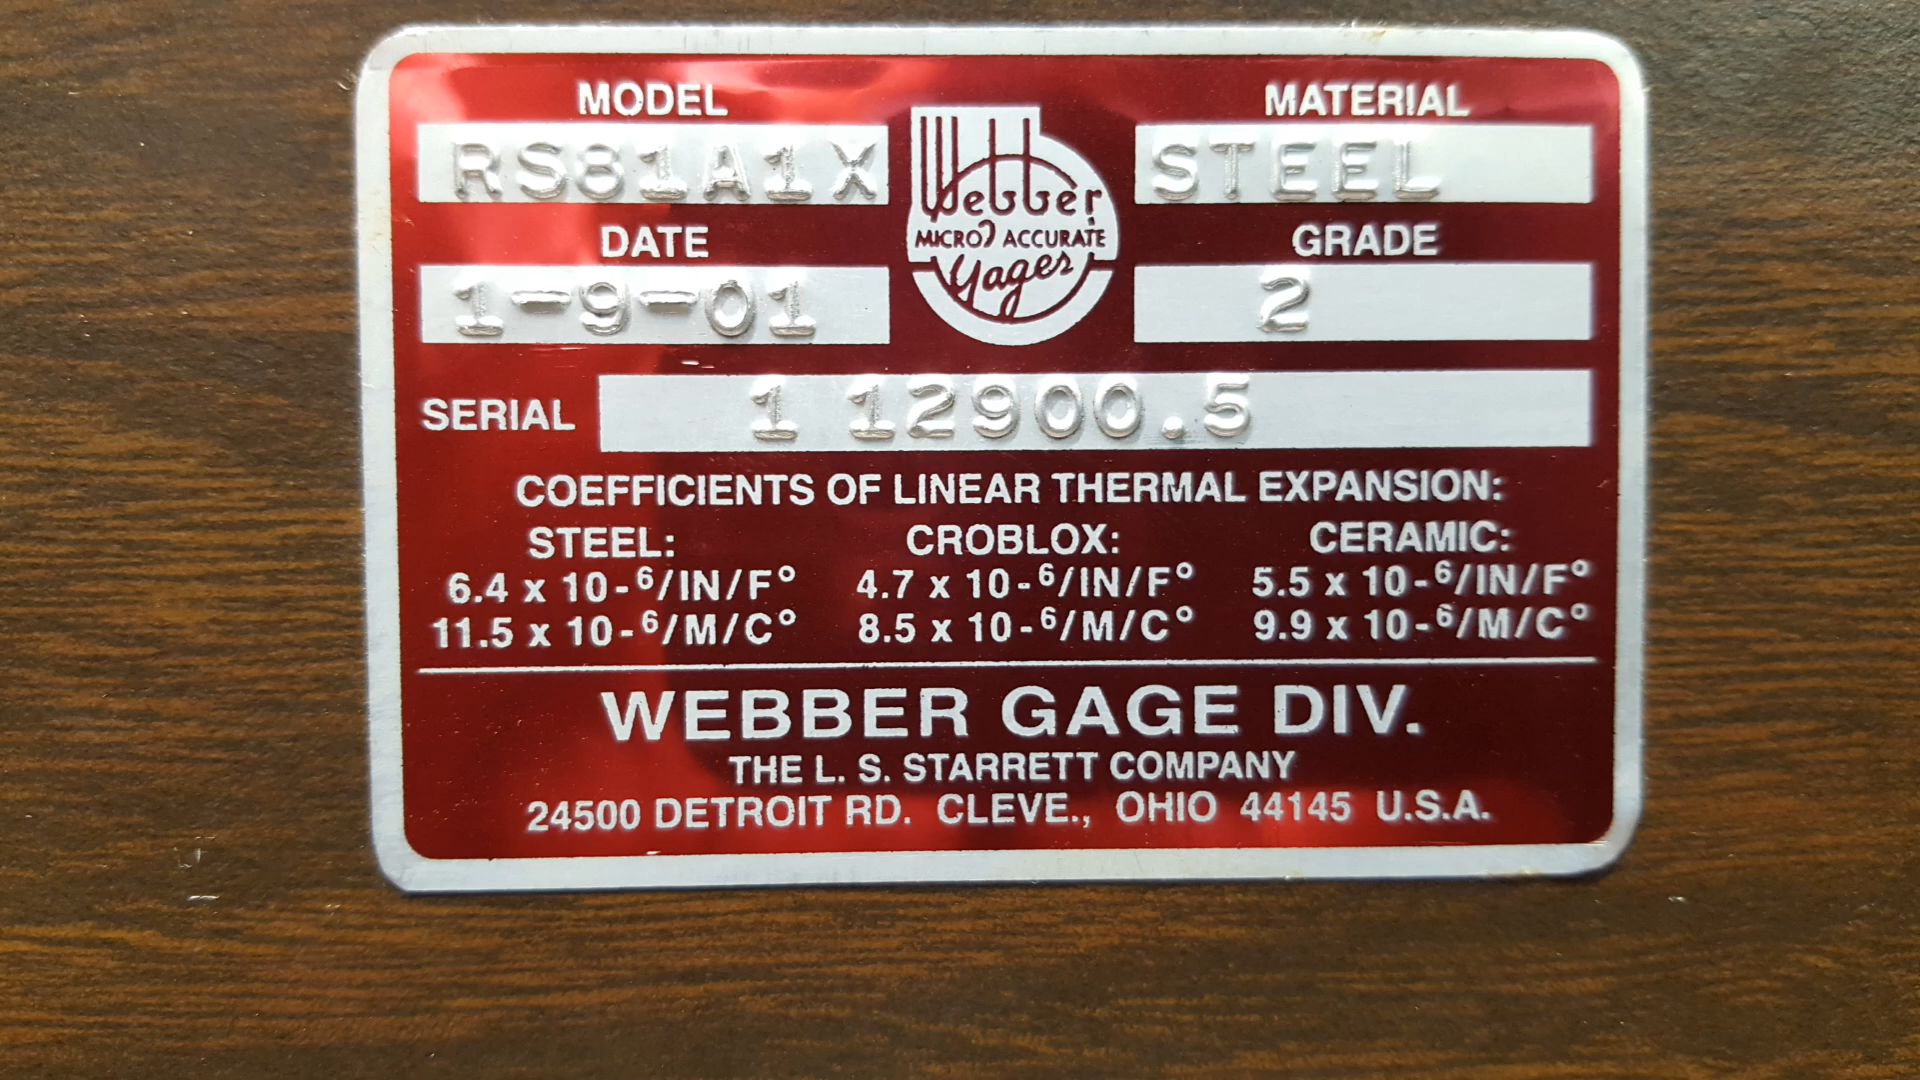 MODEL MATERIAL
RS81A1X STEEL
Webber
MICRO ACCURATE
Gages
DATE GRADE
1-9-01 2
SERIAL 1 12900.5
COEFFICIENTS OF LINEAR THERMAL EXPANSION:
STEEL: CROBLOX: CERAMIC:
6.4 x 10-⁶/IN/F° 4.7 x 10-⁶/IN/F° 5.5 x 10-⁶/IN/F°
11.5 x 10-⁶/M/C° 8.5 x 10-⁶/M/C° 9.9 x 10-⁶/M/C°
WEBBER GAGE DIV.
THE L. S. STARRETT COMPANY
24500 DETROIT RD. CLEVE., OHIO 44145 U.S.A.